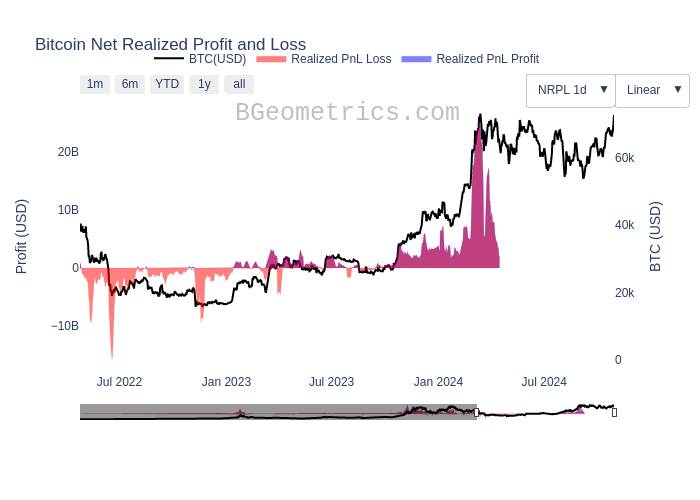 Bitcoin Net Realized Profit and Loss
BTC(USD) Realized PnL Loss Realized PnL Profit
1m 6m YTD 1y all
NRPL 1d ▼ Linear ▼
BGeometrics.com
Profit (USD)
20B
10B
0
−10B
BTC (USD)
60k
40k
20k
0
Jul 2022 Jan 2023 Jul 2023 Jan 2024 Jul 2024